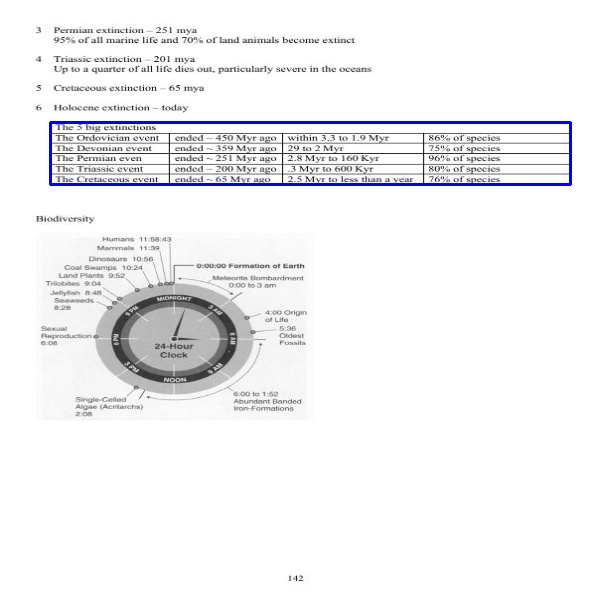 3 Permian extinction – 251 mya
95% of all marine life and 70% of land animals become extinct
4 Triassic extinction – 201 mya
Up to a quarter of all life dies out, particularly severe in the oceans
5 Cretaceous extinction – 65 mya
6 Holocene extinction – today
The 5 big extinctions
The Ordovician event ended ~ 450 Myr ago within 3.3 to 1.9 Myr 86% of species
The Devonian event ended ~ 359 Myr ago 29 to 2 Myr 75% of species
The Permian even ended ~ 251 Myr ago 2.8 Myr to 160 Kyr 96% of species
The Triassic event ended ~ 200 Myr ago .3 Myr to 600 Kyr 80% of species
The Cretaceous event ended ~ 65 Myr ago 2.5 Myr to less than a year 76% of species
Biodiversity
Humans 11:58:43
Mammals 11:39
Dinosaurs 10:56
Coal Swamps 10:24
Land Plants 9:52
Trilobites 9:04
Jellyfish 8:48
Seaweeds
8:28
Sexual
Reproduction
6:08
Single-Celled
Algae (Acritarchs)
2:08
0:00:00 Formation of Earth
Meteorite Bombardment
0:00 to 3 am
4:00 Origin
of Life
5:36
Oldest
Fossils
6:00 to 1:52
Abundant Banded
Iron-Formations
MIDNIGHT
3 AM
6 AM
9 AM
NOON
3 PM
6 PM
9 PM
24-Hour
Clock
142